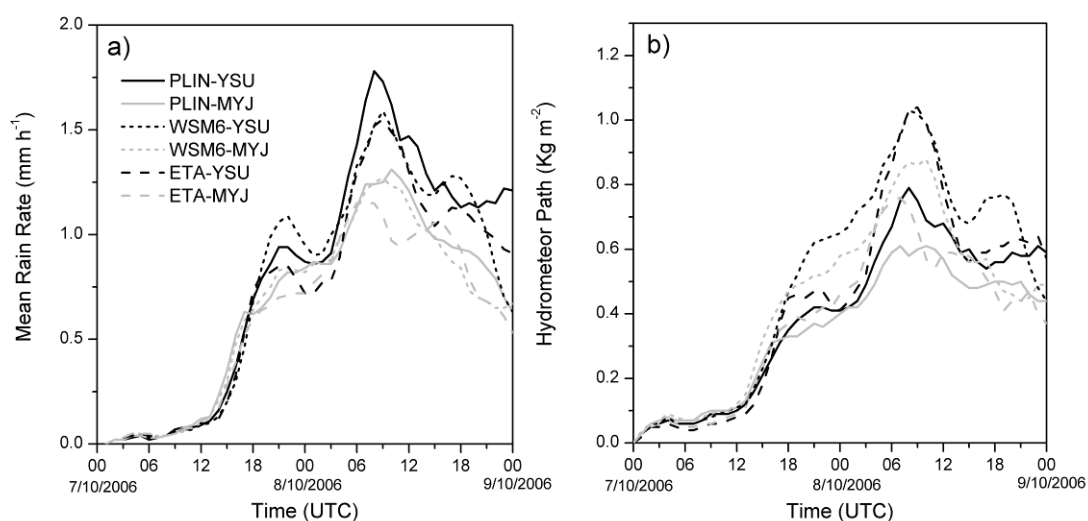 a)
Mean Rain Rate (mm h⁻¹)
2.0
1.5
1.0
0.5
0.0
PLIN-YSU
PLIN-MYJ
WSM6-YSU
WSM6-MYJ
ETA-YSU
ETA-MYJ
00 06 12 18 00 06 12 18 00
7/10/2006 8/10/2006 9/10/2006
Time (UTC)
b)
Hydrometeor Path (Kg m⁻²)
1.2
1.0
0.8
0.6
0.4
0.2
0.0
00 06 12 18 00 06 12 18 00
7/10/2006 8/10/2006 9/10/2006
Time (UTC)